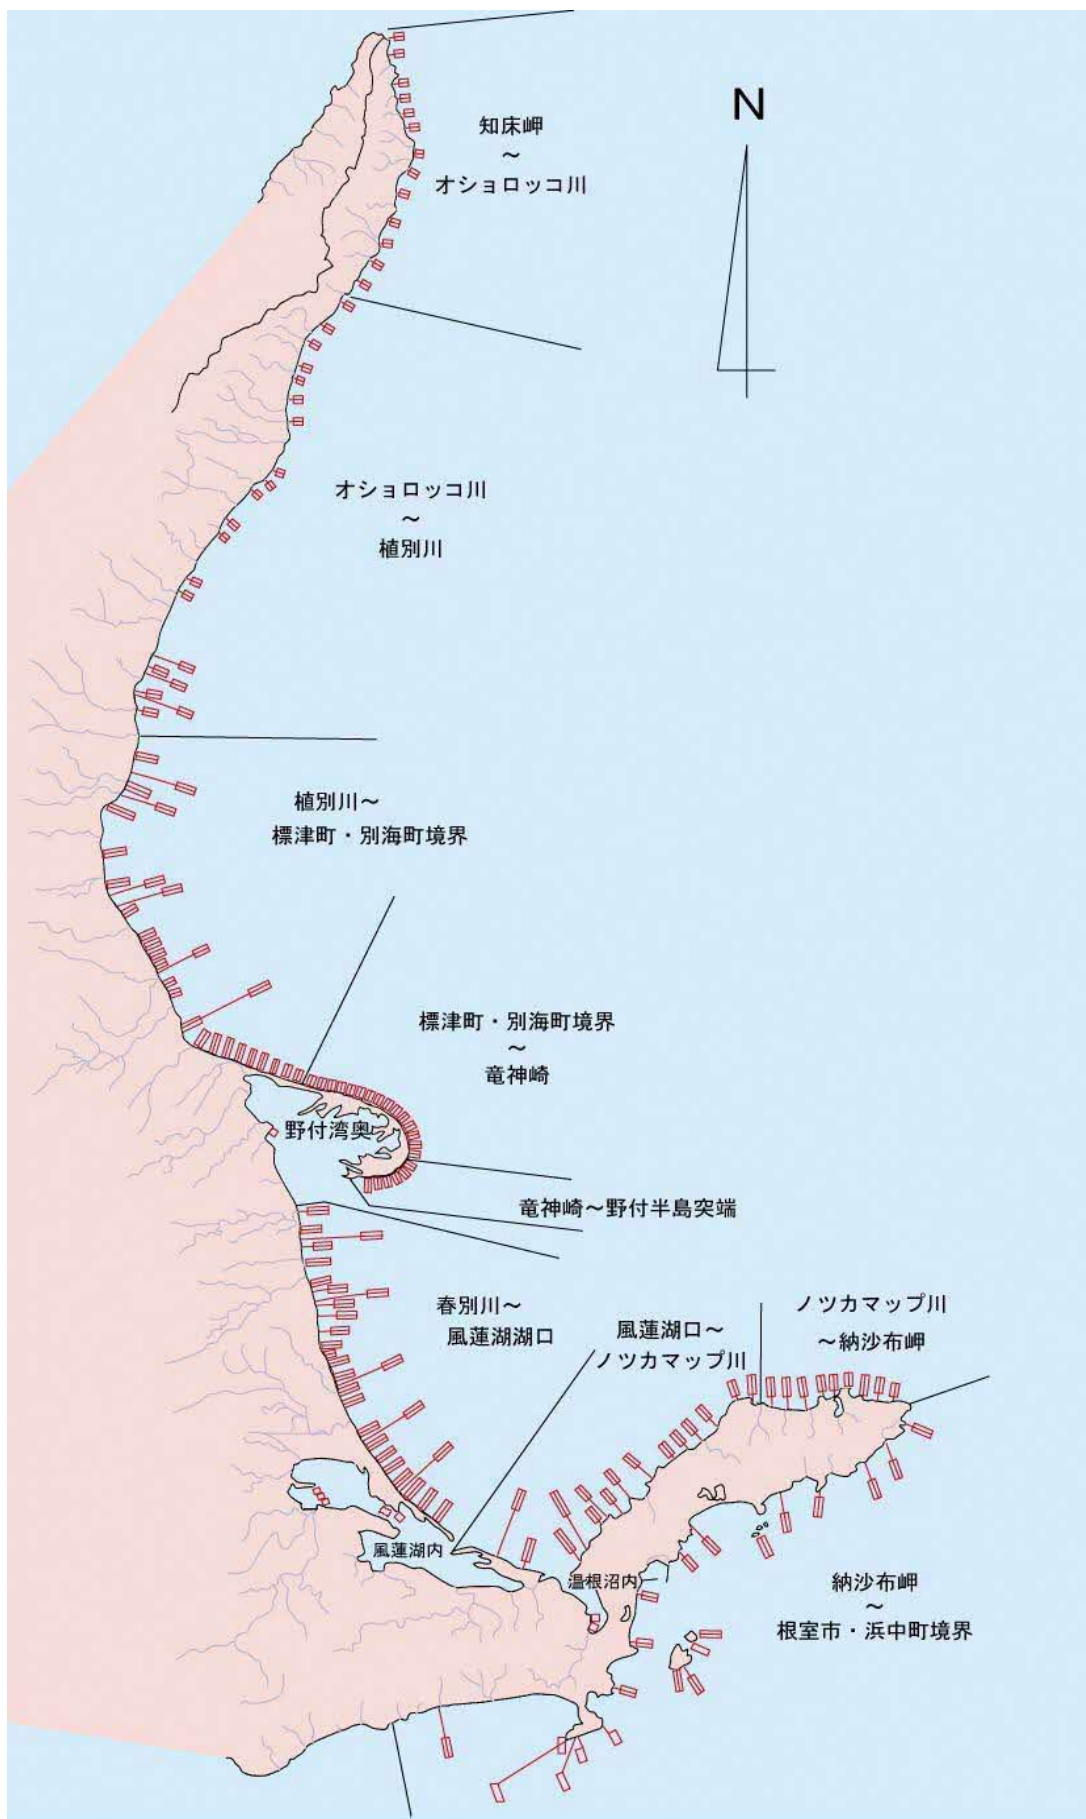 N
知床岬
～
オショロッコ川
オショロッコ川
～
植別川
植別川～
標津町・別海町境界
標津町・別海町境界
～
竜神崎
野付湾奥
竜神崎～野付半島突端
春別川～
風蓮湖湖口
風蓮湖口～
ノツカマップ川
ノツカマップ川
～納沙布岬
風蓮湖内
温根沼内
納沙布岬
～
根室市・浜中町境界